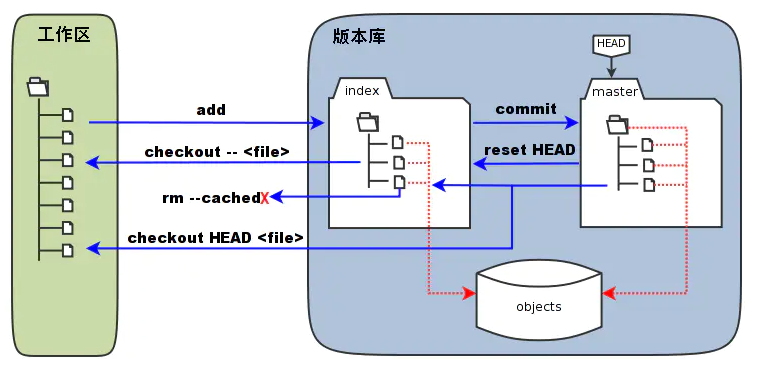 工作区
版本库
HEAD
index
master
add
commit
checkout -- <file>
reset HEAD
rm --cachedX
checkout HEAD <file>
objects